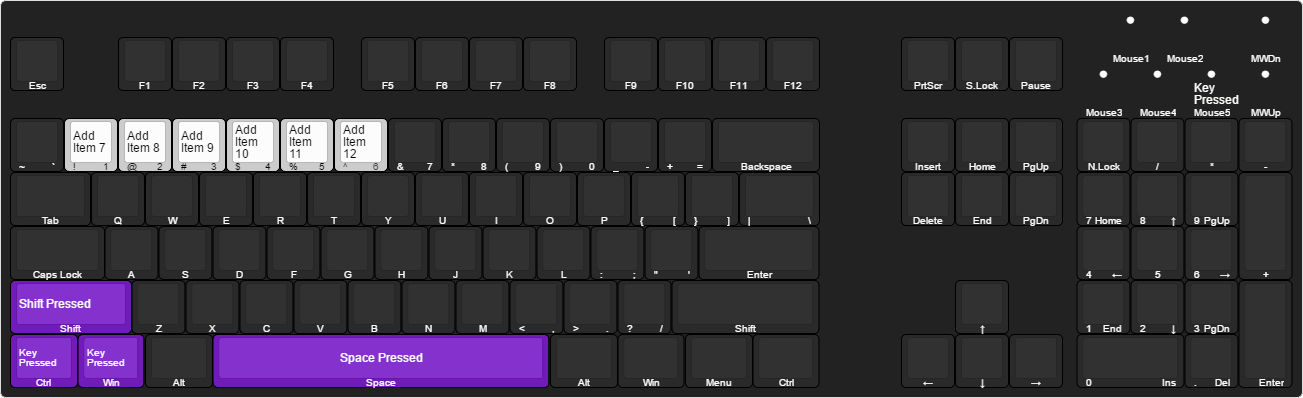 Mouse1 Mouse2 MWDn
Esc F1 F2 F3 F4 F5 F6 F7 F8 F9 F10 F11 F12 PrtScr S.Lock Pause
Key
Pressed
Mouse3 Mouse4 Mouse5 MWUp
Add
Item 7
Add
Item 8
Add
Item 9
Add
Item
10
Add
Item
11
Add
Item
12
~ ` ! 1 @ 2 # 3 $ 4 % 5 ^ 6 & 7 * 8 ( 9 ) 0 _ - + = Backspace Insert Home PgUp N.Lock / * -
Tab Q W E R T Y U I O P { [ } ] | \ Delete End PgDn 7 Home 8 ↑ 9 PgUp
Caps Lock A S D F G H J K L : ; " ' Enter 4 ← 5 6 → +
Shift Pressed
Shift Z X C V B N M < , > . ? / Shift ↑ 1 End 2 ↓ 3 PgDn
Key
Pressed
Key
Pressed
Space Pressed
Ctrl Win Alt Space Alt Win Menu Ctrl ← ↓ → 0 Ins . Del Enter